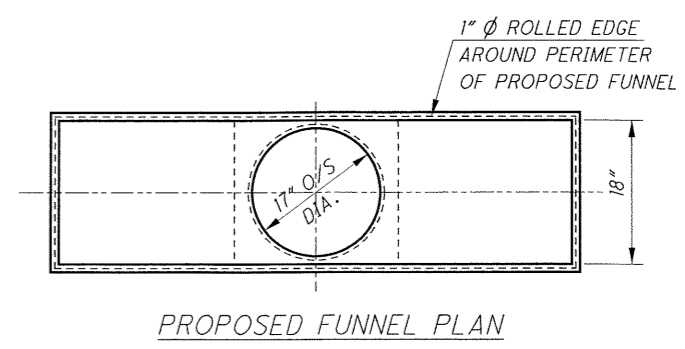 1" Ø ROLLED EDGE
AROUND PERIMETER
OF PROPOSED FUNNEL
17" O/S
DIA.
18"
PROPOSED FUNNEL PLAN